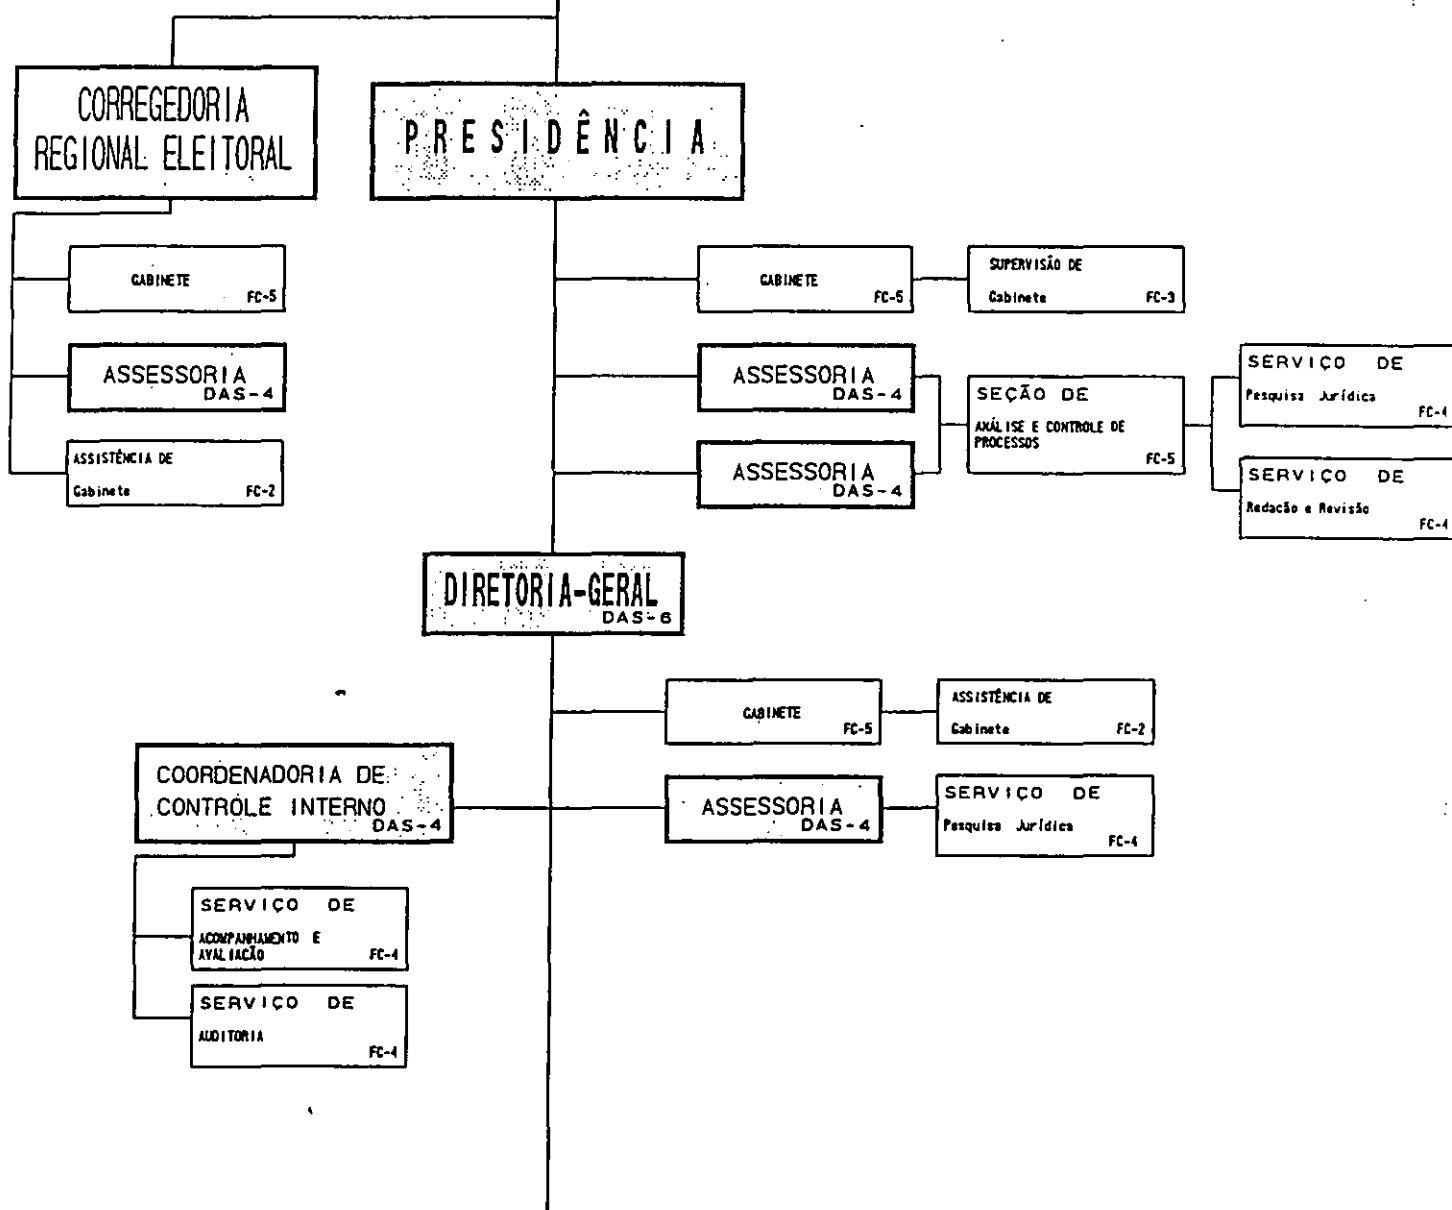 CORREGEDORIA
REGIONAL ELEITORAL
PRESIDÊNCIA
GABINETE
FC-5
ASSESSORIA
DAS-4
ASSISTÊNCIA DE
Gabinete FC-2
GABINETE
FC-5
SUPERVISÃO DE
Gabinete FC-3
ASSESSORIA
DAS-4
ASSESSORIA
DAS-4
SEÇÃO DE
ANÁLISE E CONTROLE DE
PROCESSOS
FC-5
SERVIÇO DE
Pesquisa Jurídica
FC-4
SERVIÇO DE
Redacão e Revisão
FC-4
DIRETORIA-GERAL
DAS-6
GABINETE
FC-5
ASSISTÊNCIA DE
Gabinete FC-2
COORDENADORIA DE
CONTROLE INTERNO
DAS-4
ASSESSORIA
DAS-4
SERVIÇO DE
Pesquisa Jurídica
FC-4
SERVIÇO DE
ACOMPANHAMENTO E
AVALIACÃO FC-4
SERVIÇO DE
AUDITORIA
FC-4